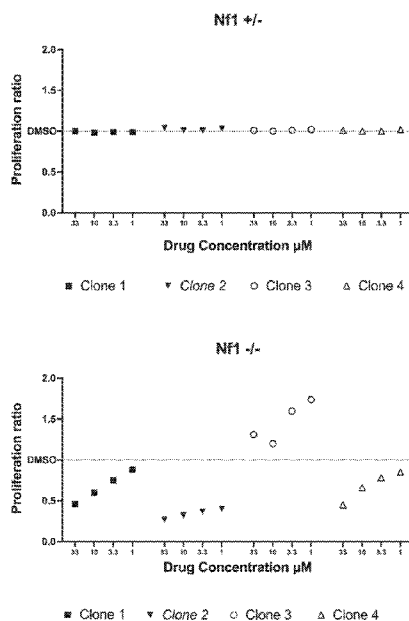 Nf1 +/-
Proliferation ratio
2.0
1.5
DMSO
0.5
0.0
33 10 3.3 1 33 10 3.3 1 33 10 3.3 1 33 10 3.3 1
Drug Concentration µM
Clone 1 Clone 2 Clone 3 Clone 4
Nf1 -/-
Proliferation ratio
2.0
1.5
DMSO
0.5
0.0
33 10 3.3 1 33 10 3.3 1 33 10 3.3 1 33 10 3.3 1
Drug Concentration µM
Clone 1 Clone 2 Clone 3 Clone 4